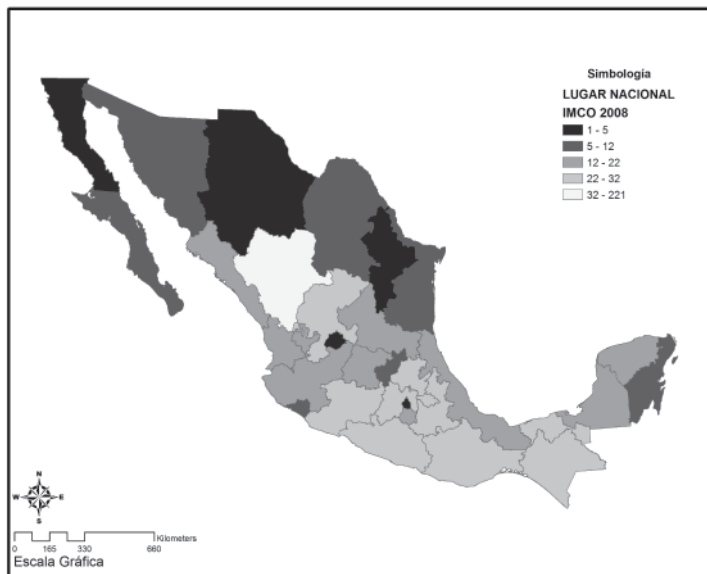 Simbología
LUGAR NACIONAL
IMCO 2008
1 - 5
5 - 12
12 - 22
22 - 32
32 - 221
N
W
E
S
Kilometers
0 165 330 660
Escala Gráfica